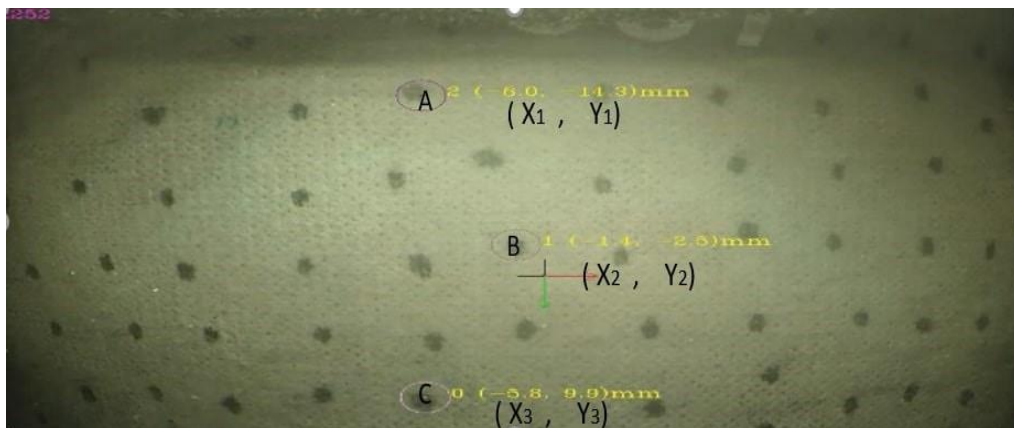 2252
A 2 (-6.0, -14.3)mm
(X1 , Y1)
B 1 (-1.4, -2.5)mm
(X2 , Y2)
C 0 (-5.8, 9.9)mm
(X3 , Y3)